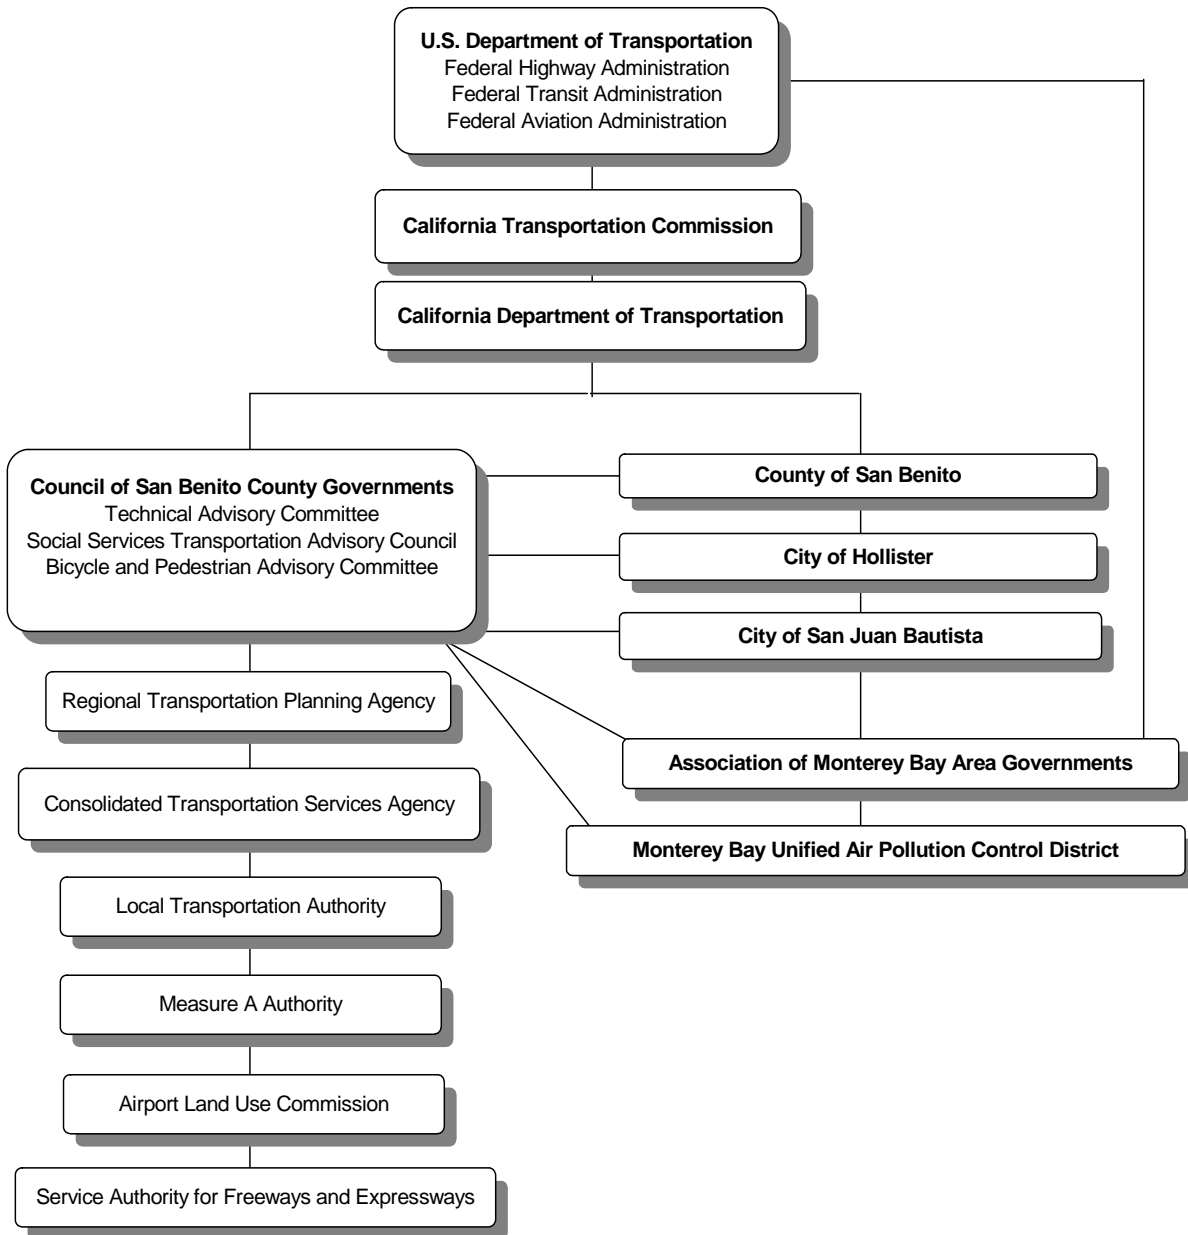 U.S. Department of Transportation
Federal Highway Administration
Federal Transit Administration
Federal Aviation Administration
California Transportation Commission
California Department of Transportation
Council of San Benito County Governments
Technical Advisory Committee
Social Services Transportation Advisory Council
Bicycle and Pedestrian Advisory Committee
County of San Benito
City of Hollister
City of San Juan Bautista
Regional Transportation Planning Agency
Association of Monterey Bay Area Governments
Consolidated Transportation Services Agency
Monterey Bay Unified Air Pollution Control District
Local Transportation Authority
Measure A Authority
Airport Land Use Commission
Service Authority for Freeways and Expressways